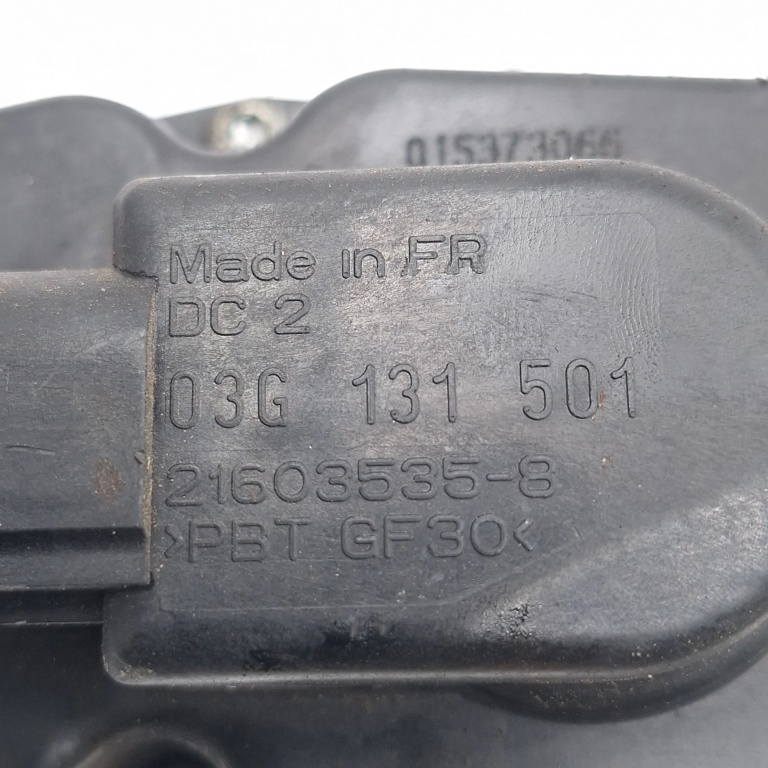 015373066
Made in FR
DC 2
03G 131 501
21603535-8
>PBT GF30<